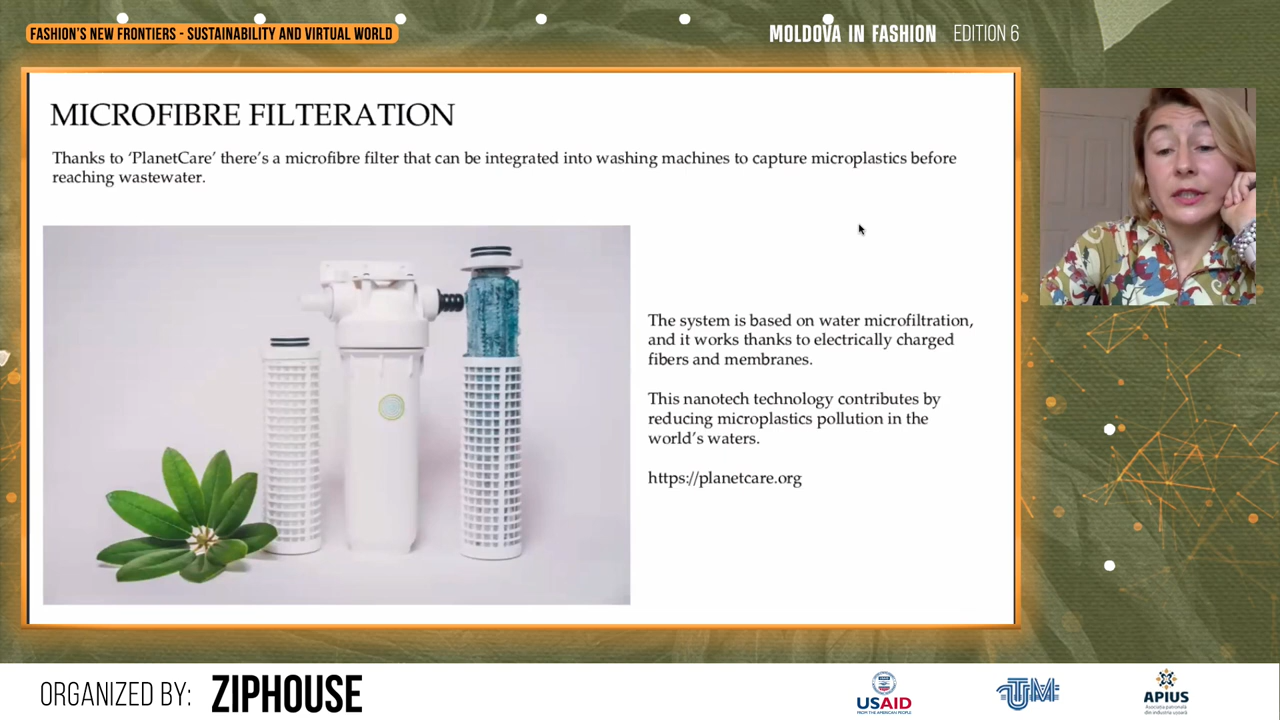 FASHION'S NEW FRONTIERS - SUSTAINABILITY AND VIRTUAL WORLD
MOLDOVA IN FASHION EDITION 6
MICROFIBRE FILTERATION
Thanks to ‘PlanetCare’ there’s a microfibre filter that can be integrated into washing machines to capture microplastics before
reaching wastewater.
The system is based on water microfiltration,
and it works thanks to electrically charged
fibers and membranes.
This nanotech technology contributes by
reducing microplastics pollution in the
world’s waters.
https://planetcare.org
ORGANIZED BY: ZIPHOUSE
USAID
FROM THE AMERICAN PEOPLE
UTM
APIUS
Asociația patronală
din industria ușoară